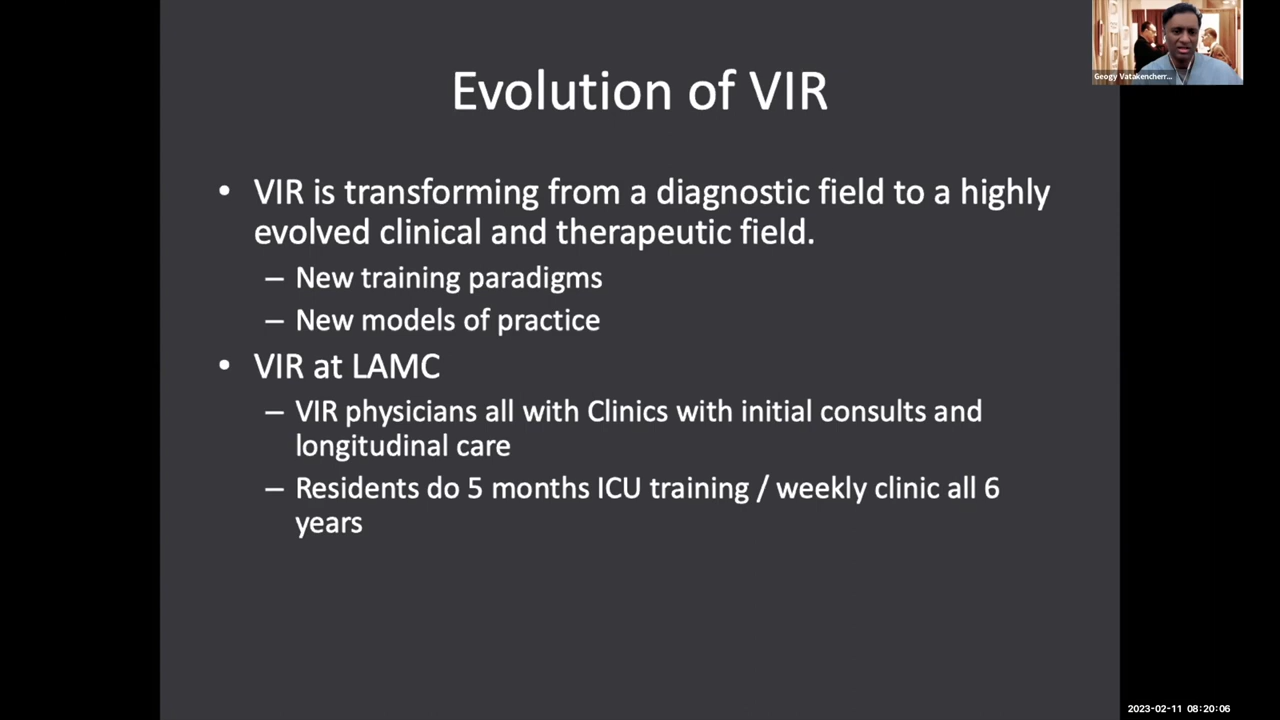 Geogy Vatakencherr...
Evolution of VIR
• VIR is transforming from a diagnostic field to a highly
evolved clinical and therapeutic field.
– New training paradigms
– New models of practice
• VIR at LAMC
– VIR physicians all with Clinics with initial consults and
longitudinal care
– Residents do 5 months ICU training / weekly clinic all 6
years
2023-02-11 08:20:06